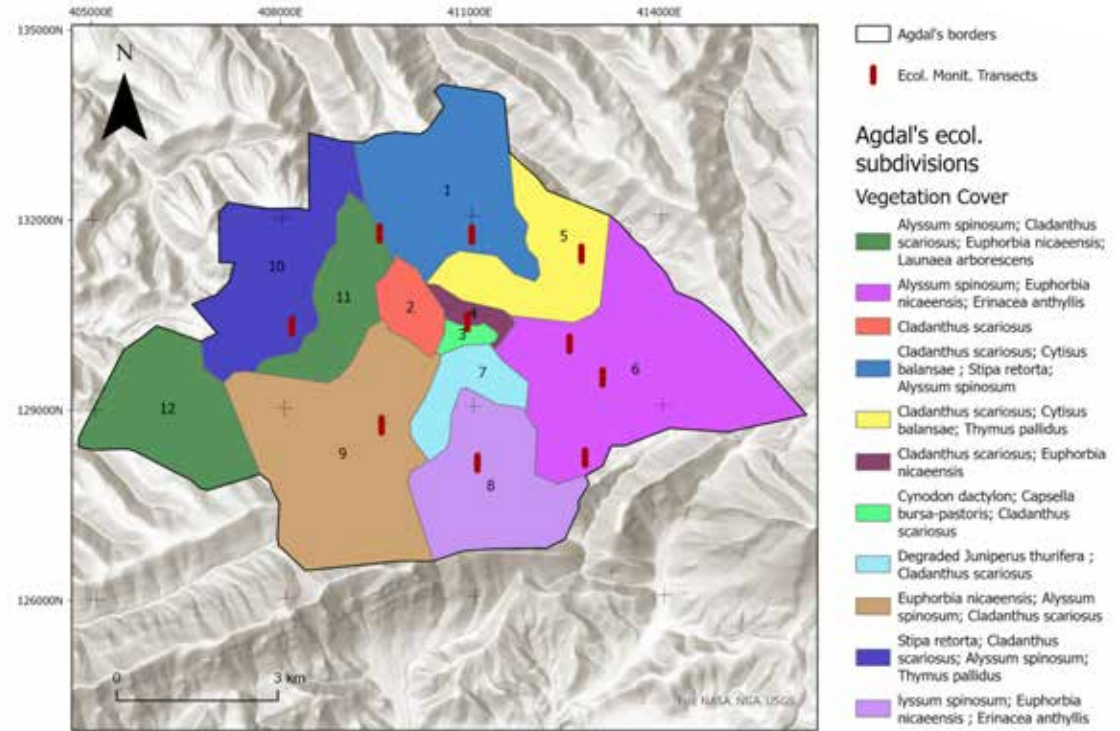 405000E 408000E 411000E 414000E
135000N
132000N
129000N
126000N
N
1
5
10
11
2
4
3
7
6
12
9
8
0 3 km
NASA, NGA, USGS
Agdal's borders
Ecol. Monit. Transects
Agdal's ecol.
subdivisions
Vegetation Cover
Alyssum spinosum; Cladanthus
scariosus; Euphorbia nicaeensis;
Launaea arborescens
Alyssum spinosum; Euphorbia
nicaeensis; Erinacea anthyllis
Cladanthus scariosus
Cladanthus scariosus; Cytisus
balansae ; Stipa retorta;
Alyssum spinosum
Cladanthus scariosus; Cytisus
balansae; Thymus pallidus
Cladanthus scariosus; Euphorbia
nicaeensis
Cynodon dactylon; Capsella
bursa-pastoris; Cladanthus
scariosus
Degraded Juniperus thurifera ;
Cladanthus scariosus
Euphorbia nicaeensis; Alyssum
spinosum; Cladanthus scariosus
Stipa retorta; Cladanthus
scariosus; Alyssum spinosum;
Thymus pallidus
lyssum spinosum; Euphorbia
nicaeensis ; Erinacea anthyllis